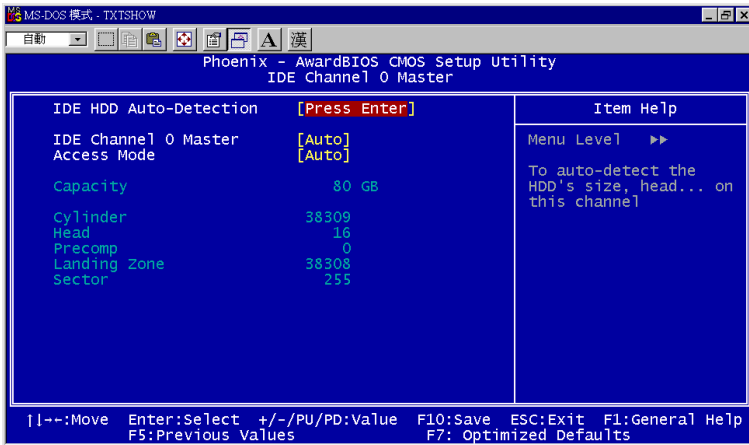 MS-DOS 模式 - TXTSHOW
自動
A 漢
Phoenix - AwardBIOS CMOS Setup Utility
IDE Channel 0 Master
IDE HDD Auto-Detection [Press Enter]
IDE Channel 0 Master [Auto]
Access Mode [Auto]
Capacity 80 GB
Cylinder 38309
Head 16
Precomp 0
Landing Zone 38308
Sector 255
Item Help
Menu Level ▶▶
To auto-detect the
HDD's size, head... on
this channel
↑↓→←:Move Enter:Select +/-/PU/PD:Value F10:Save ESC:Exit F1:General Help
F5:Previous Values F7: Optimized Defaults